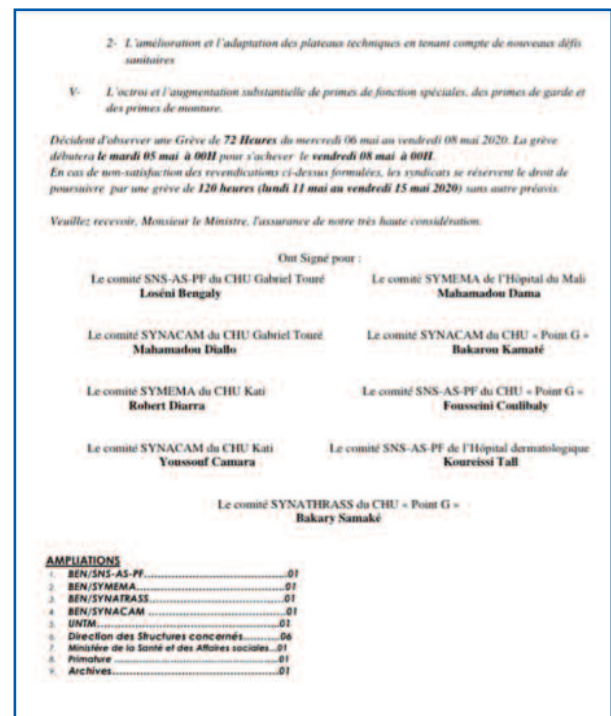 2- L'amélioration et l'adaptation des plateaux techniques en tenant compte de nouveaux défis
sanitaires
V- L'octroi et l'augmentation substantielle de primes de fonction spéciales, des primes de garde et
des primes de monture.
Décident d'observer une Grève de 72 Heures du mercredi 06 mai au vendredi 08 mai 2020. La grève
débutera le mardi 05 mai à 00H pour s'achever le vendredi 08 mai à 00H.
En cas de non-satisfaction des revendications ci-dessus formulées, les syndicats se réservent le droit de
poursuivre par une grève de 120 heures (lundi 11 mai au vendredi 15 mai 2020) sans autre préavis.
Veuillez recevoir, Monsieur le Ministre, l'assurance de notre très haute considération.
Ont Signé pour :
Le comité SNS-AS-PF du CHU Gabriel Touré Le comité SYMEMA de l'Hôpital du Mali
Loséni Bengaly Mahamadou Dama
Le comité SYNACAM du CHU Gabriel Touré Le comité SYNACAM du CHU « Point G »
Mahamadou Diallo Bakarou Kamaté
Le comité SYMEMA du CHU Kati Le comité SNS-AS-PF du CHU « Point G »
Robert Diarra Fousseini Coulibaly
Le comité SYNACAM du CHU Kati Le comité SNS-AS-PF de l'Hôpital dermatologique
Youssouf Camara Koureissi Tall
Le comité SYNATHRASS du CHU « Point G »
Bakary Samaké
AMPLIATIONS
1. BEN/SNS-AS-PF...............................................01
2. BEN/SYMEMA...............................................01
3. BEN/SYNATRASS...............................................01
4. BEN/SYNACAM ...............................................01
5. UNTM...............................................01
6. Direction des Structures concernés............06
7. Ministère de la Santé et des Affaires sociales...01
8. Primature ...............................................01
9. Archives...............................................01